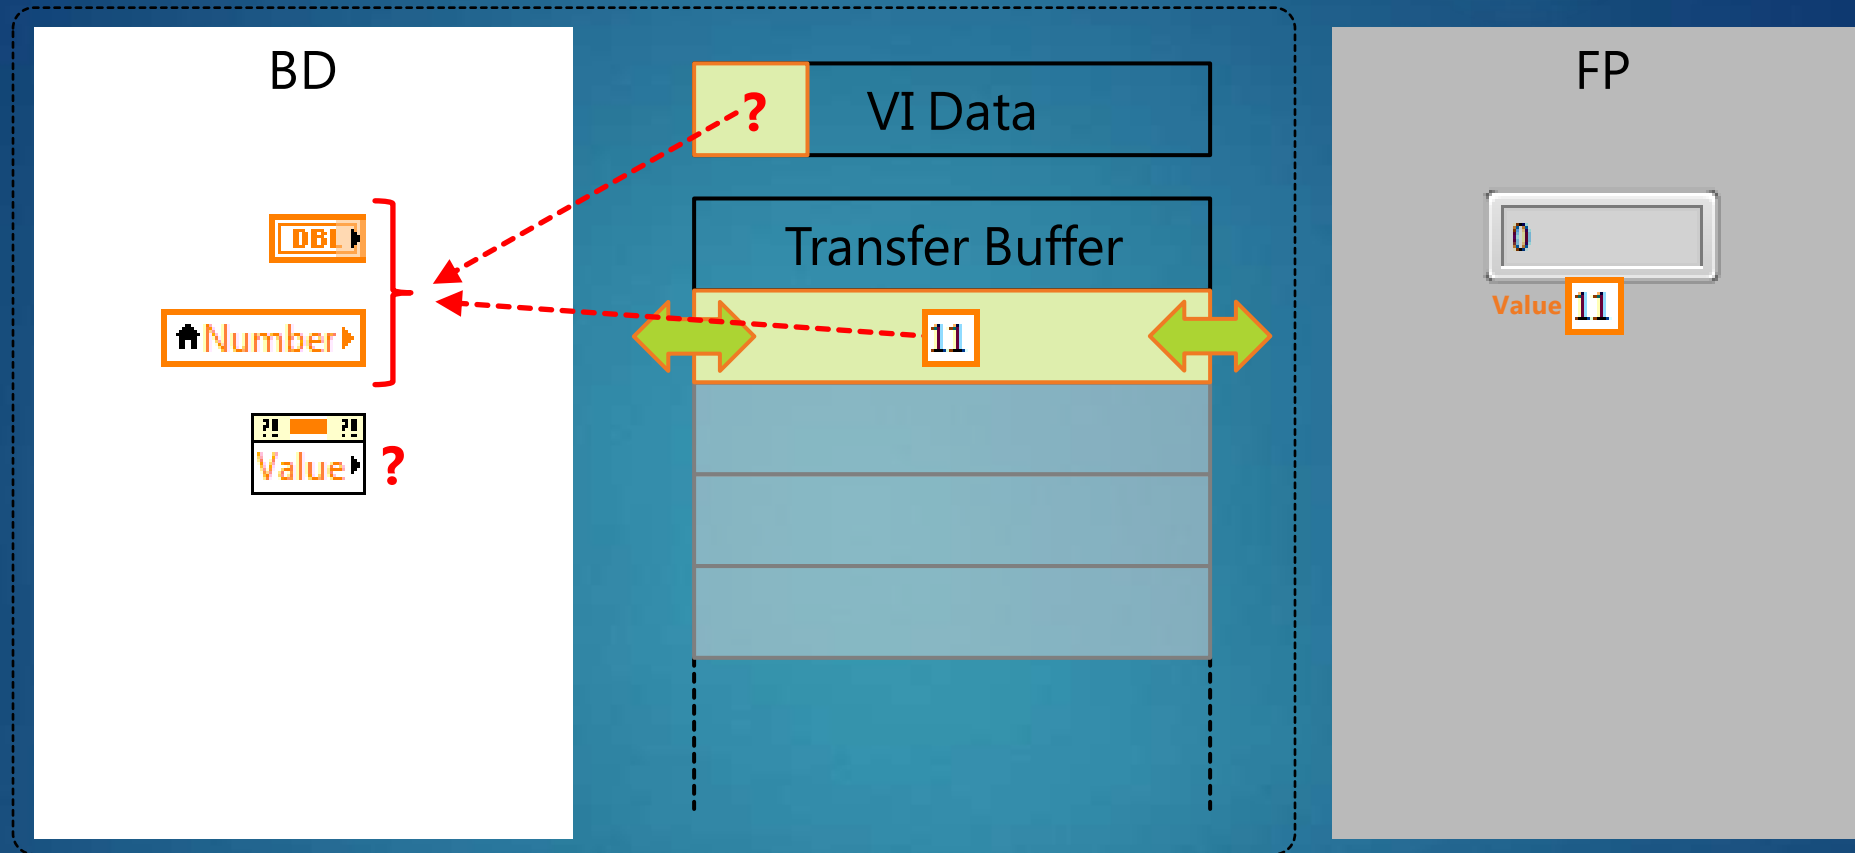 BD
DBL
Number
?! ?!
Value
?
?
VI Data
Transfer Buffer
11
FP
0
Value 11